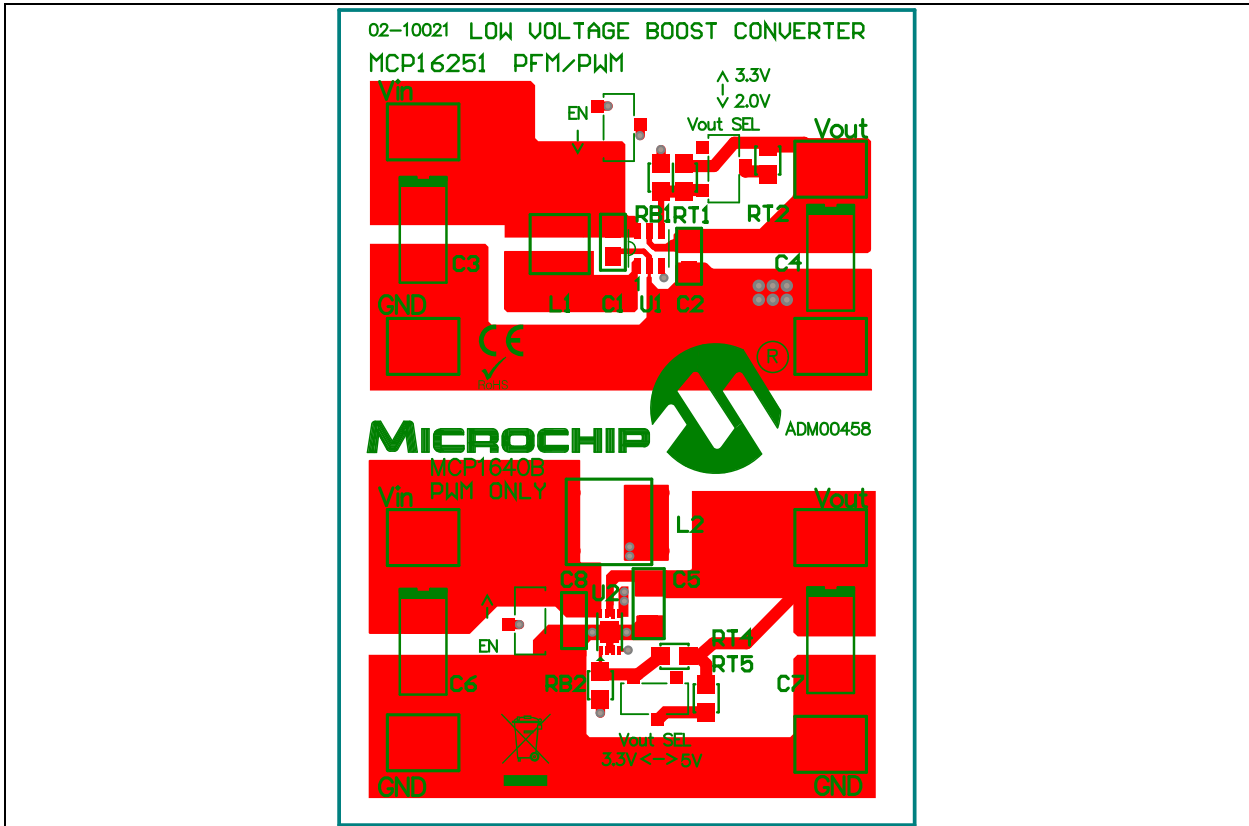 02-10021 LOW VOLTAGE BOOST CONVERTER
MCP16251 PFM/PWM
3.3V
2.0V
Vin
EN
Vout SEL
Vout
RB1 RT1 RT2
C3
C4
GND
L1 C1 U1 C2
CE
R
MICROCHIP
ADM00458
MCP1640B
PWM ONLY
Vin
Vout
L2
C8 C5
U2
EN
RT
RT5
C6
RB2
C7
Vout SEL
3.3V<->5V
GND
GND